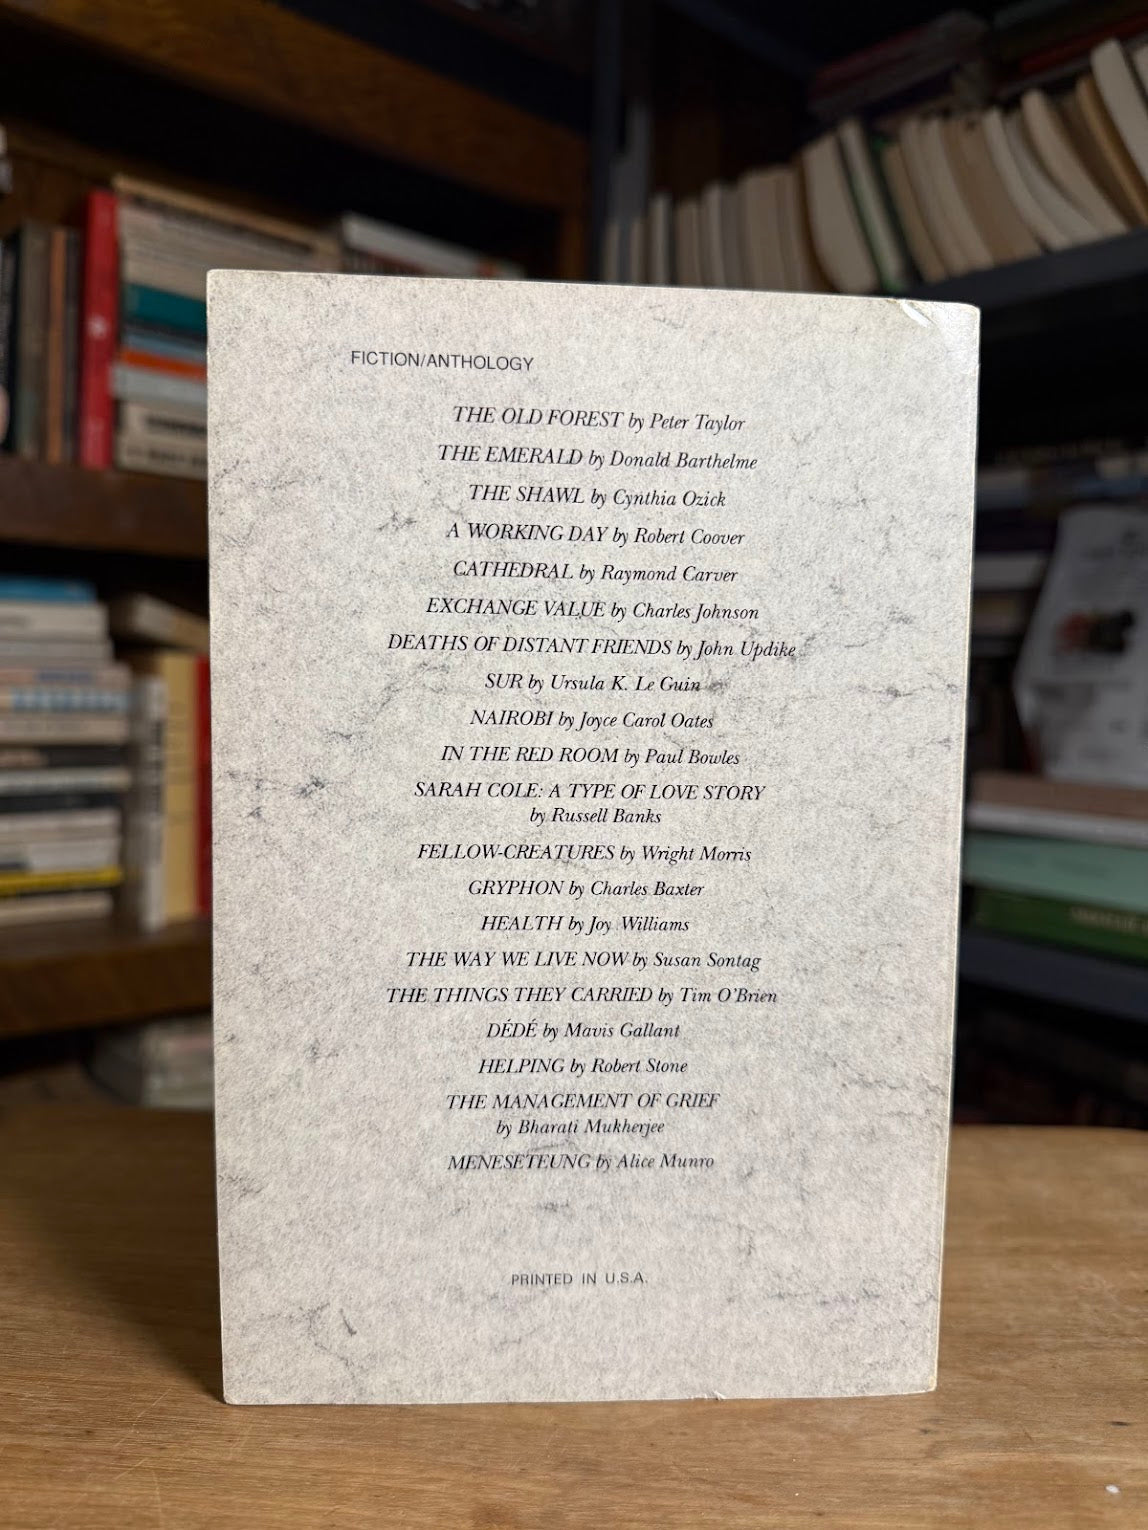 FICTION/ANTHOLOGY
THE OLD FOREST by Peter Taylor
THE EMERALD by Donald Barthelme
THE SHAWL by Cynthia Ozick
A WORKING DAY by Robert Coover
CATHEDRAL by Raymond Carver
EXCHANGE VALUE by Charles Johnson
DEATHS OF DISTANT FRIENDS by John Updike
SUR by Ursula K. Le Guin
NAIROBI by Joyce Carol Oates
IN THE RED ROOM by Paul Bowles
SARAH COLE: A TYPE OF LOVE STORY
by Russell Banks
FELLOW-CREATURES by Wright Morris
GRYPHON by Charles Baxter
HEALTH by Joy Williams
THE WAY WE LIVE NOW by Susan Sontag
THE THINGS THEY CARRIED by Tim O'Brien
DÉDÉ by Mavis Gallant
HELPING by Robert Stone
THE MANAGEMENT OF GRIEF
by Bharati Mukherjee
MENESETEUNG by Alice Munro
PRINTED IN U.S.A.